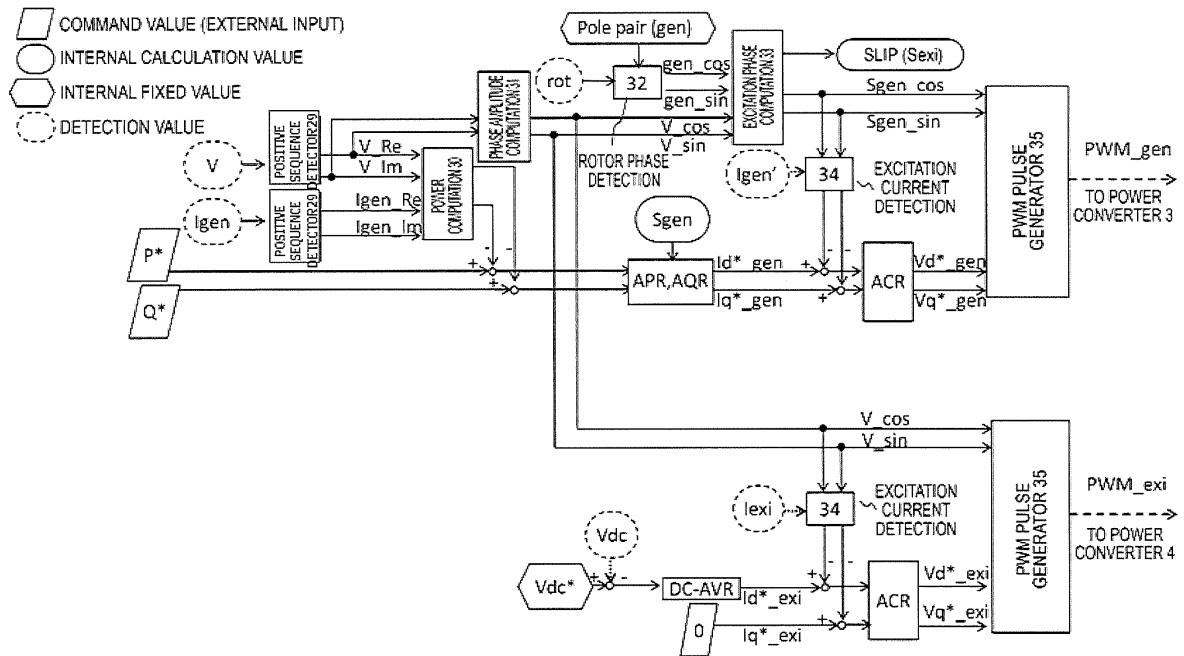 COMMAND VALUE (EXTERNAL INPUT)
INTERNAL CALCULATION VALUE
INTERNAL FIXED VALUE
DETECTION VALUE
Pole pair (gen)
rot
32
gen_cos
gen_sin
ROTOR PHASE
DETECTION
PHASE AMPLITUDE
COMPUTATION 31
V_cos
V_sin
EXCITATION PHASE
COMPUTATION 33
SLIP (Sexi)
Sgen_cos
Sgen_sin
V
POSITIVE
SEQUENCE
DETECTOR29
V_Re
V_Im
Igen
POSITIVE
SEQUENCE
DETECTOR29
Igen_Re
Igen_Im
POWER
COMPUTATION 30
Igen'
34
EXCITATION
CURRENT
DETECTION
PWM PULSE
GENERATOR 35
PWM_gen
TO POWER
CONVERTER 3
P*
Q*
+
-
+
-
Sgen
APR,AQR
Id*_gen
Iq*_gen
+
-
+
-
ACR
Vd*_gen
Vq*_gen
V_cos
V_sin
Iexi
34
EXCITATION
CURRENT
DETECTION
PWM PULSE
GENERATOR 35
PWM_exi
TO POWER
CONVERTER 4
Vdc
Vdc*
+
-
DC-AVR
Id*_exi
0
Iq*_exi
+
-
+
-
ACR
Vd*_exi
Vq*_exi